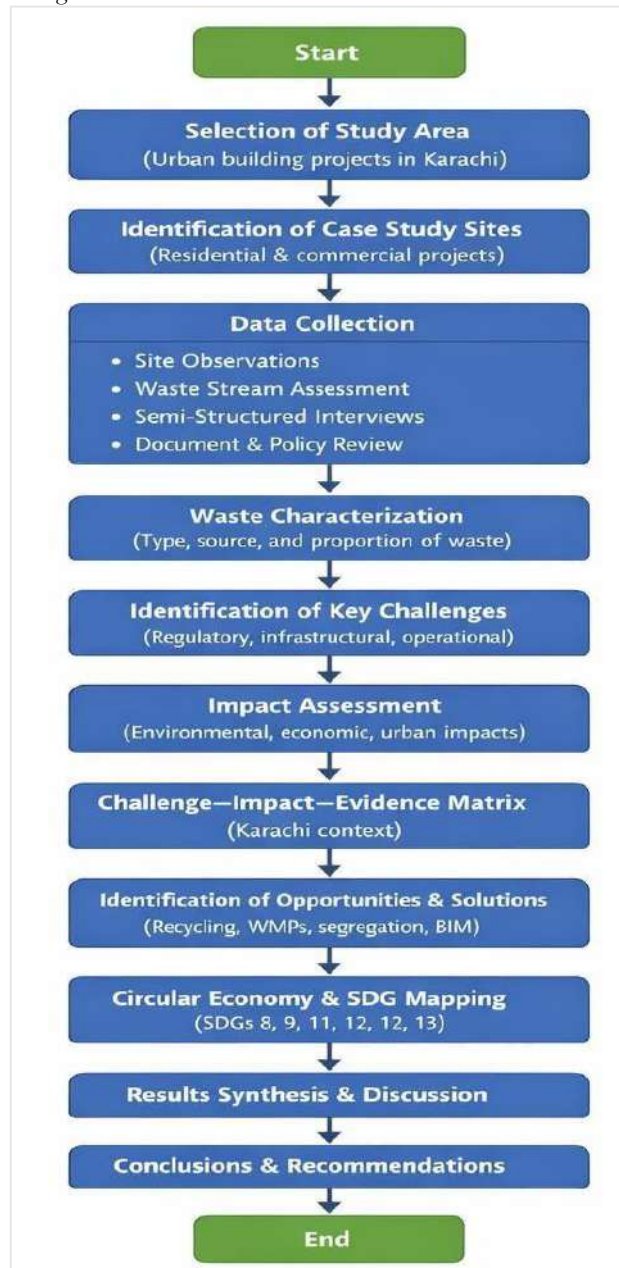 Start
Selection of Study Area
(Urban building projects in Karachi)
Identification of Case Study Sites
(Residential & commercial projects)
Data Collection
• Site Observations
• Waste Stream Assessment
• Semi-Structured Interviews
• Document & Policy Review
Waste Characterization
(Type, source, and proportion of waste)
Identification of Key Challenges
(Regulatory, infrastructural, operational)
Impact Assessment
(Environmental, economic, urban impacts)
Challenge—Impact—Evidence Matrix
(Karachi context)
Identification of Opportunities & Solutions
(Recycling, WMPs, segregation, BIM)
Circular Economy & SDG Mapping
(SDGs 8, 9, 11, 12, 12, 13)
Results Synthesis & Discussion
Conclusions & Recommendations
End